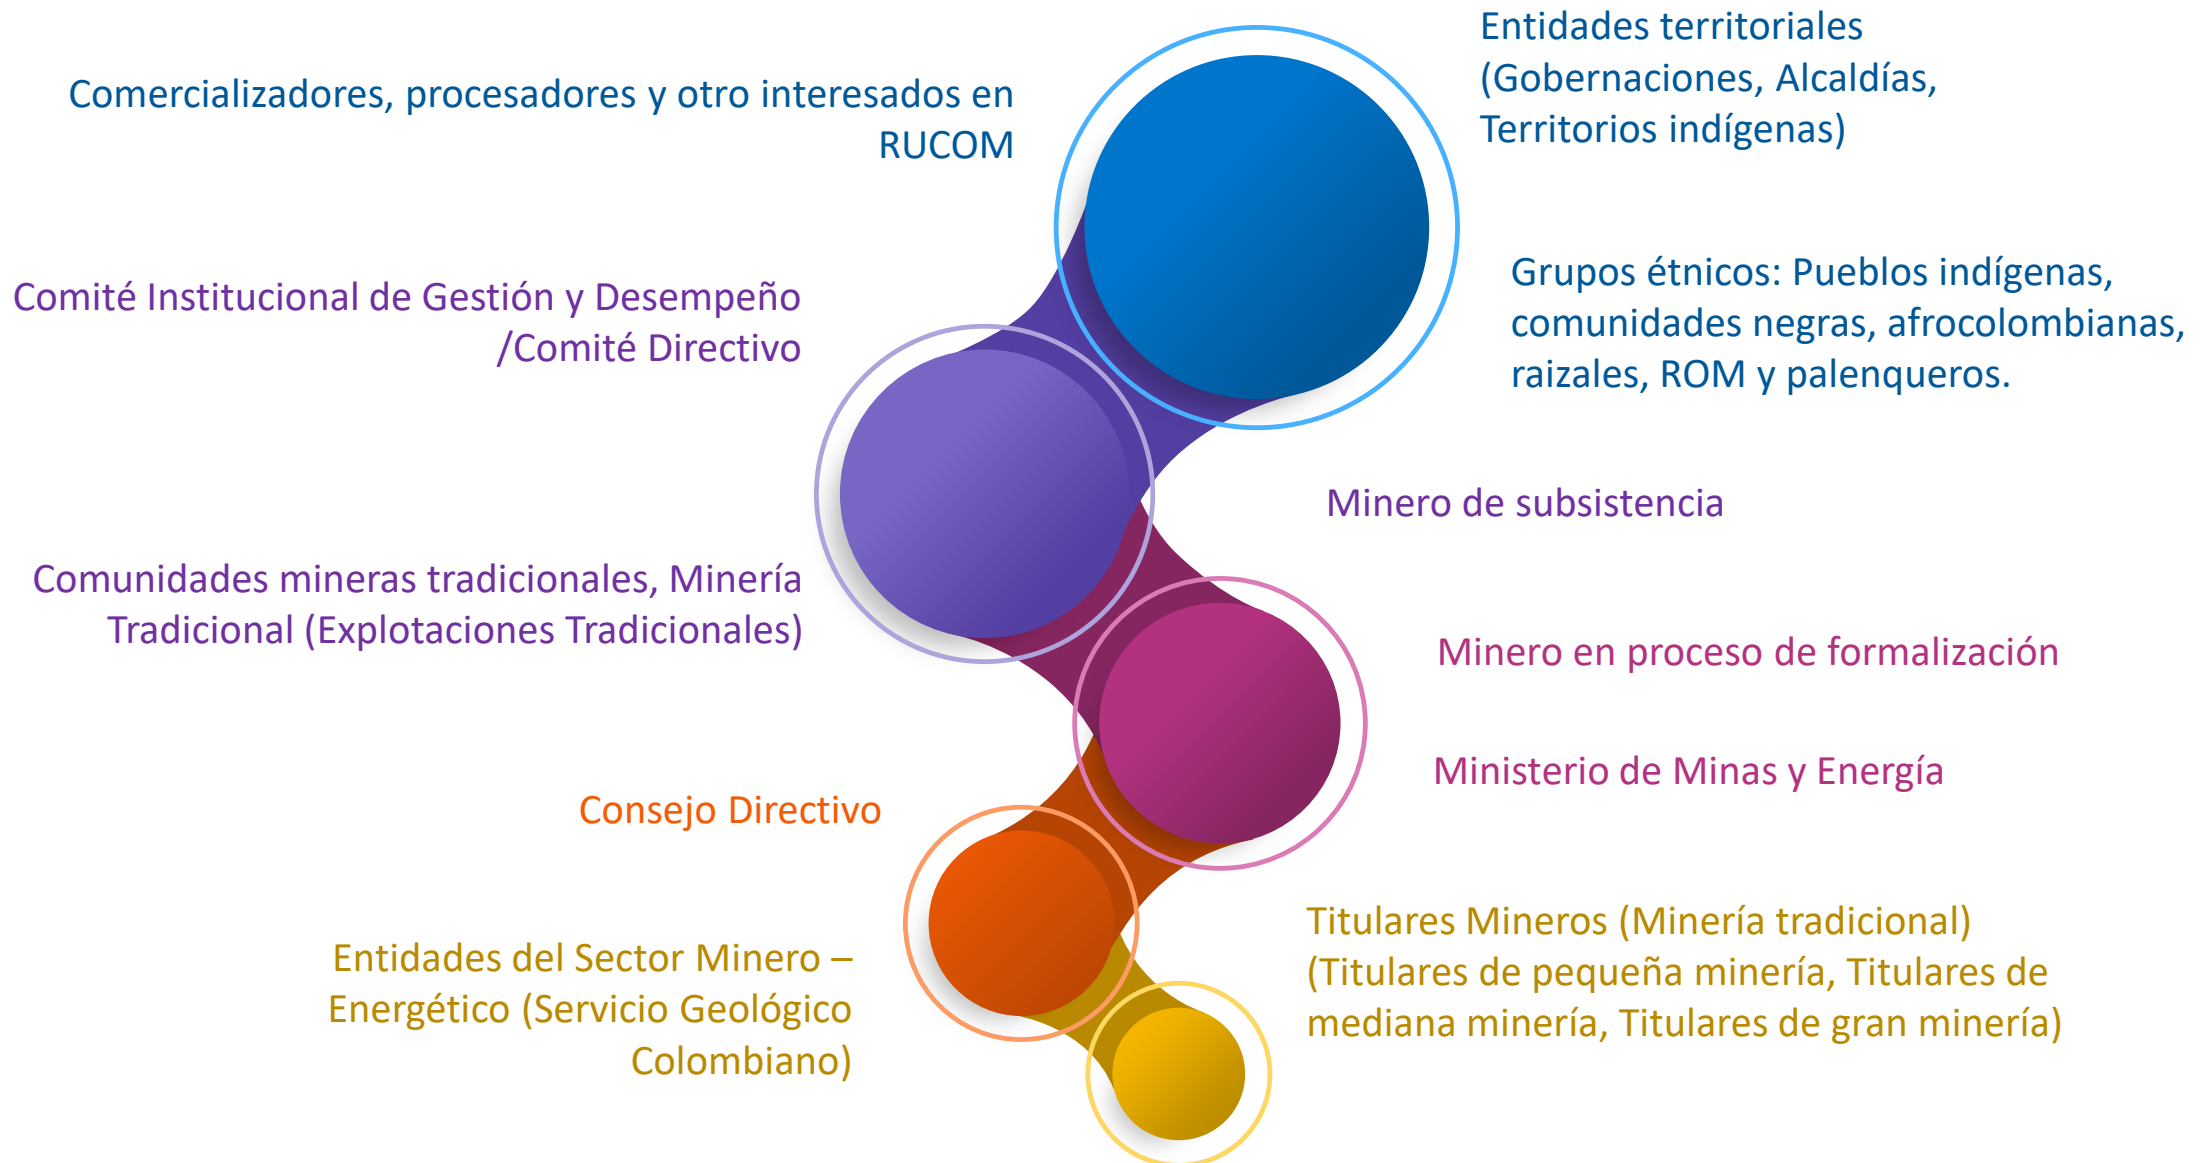 Comercializadores, procesadores y otro interesados en
RUCOM
Entidades territoriales
(Gobernaciones, Alcaldías,
Territorios indígenas)
Grupos étnicos: Pueblos indígenas,
comunidades negras, afrocolombianas,
raizales, ROM y palenqueros.
Comité Institucional de Gestión y Desempeño
/Comité Directivo
Minero de subsistencia
Comunidades mineras tradicionales, Minería
Tradicional (Explotaciones Tradicionales)
Minero en proceso de formalización
Ministerio de Minas y Energía
Consejo Directivo
Entidades del Sector Minero –
Energético (Servicio Geológico
Colombiano)
Titulares Mineros (Minería tradicional)
(Titulares de pequeña minería, Titulares de
mediana minería, Titulares de gran minería)